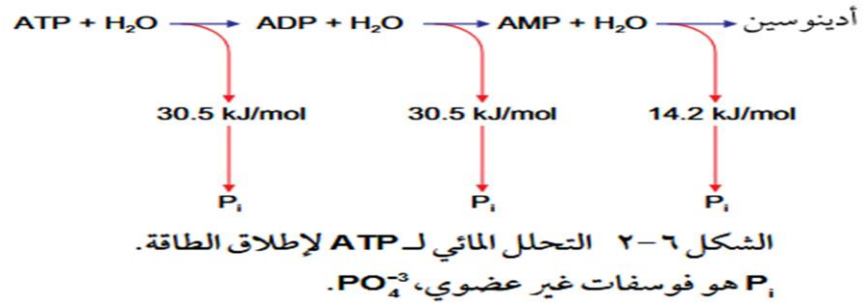 ATP + H₂O → ADP + H₂O → AMP + H₂O → أدينوسين
30.5 kJ/mol 30.5 kJ/mol 14.2 kJ/mol
Pᵢ Pᵢ Pᵢ
الشكل ٦-٢ التحلل المائي لـ ATP لإطلاق الطاقة.
Pᵢ هو فوسفات غير عضوي، PO₄⁻³.